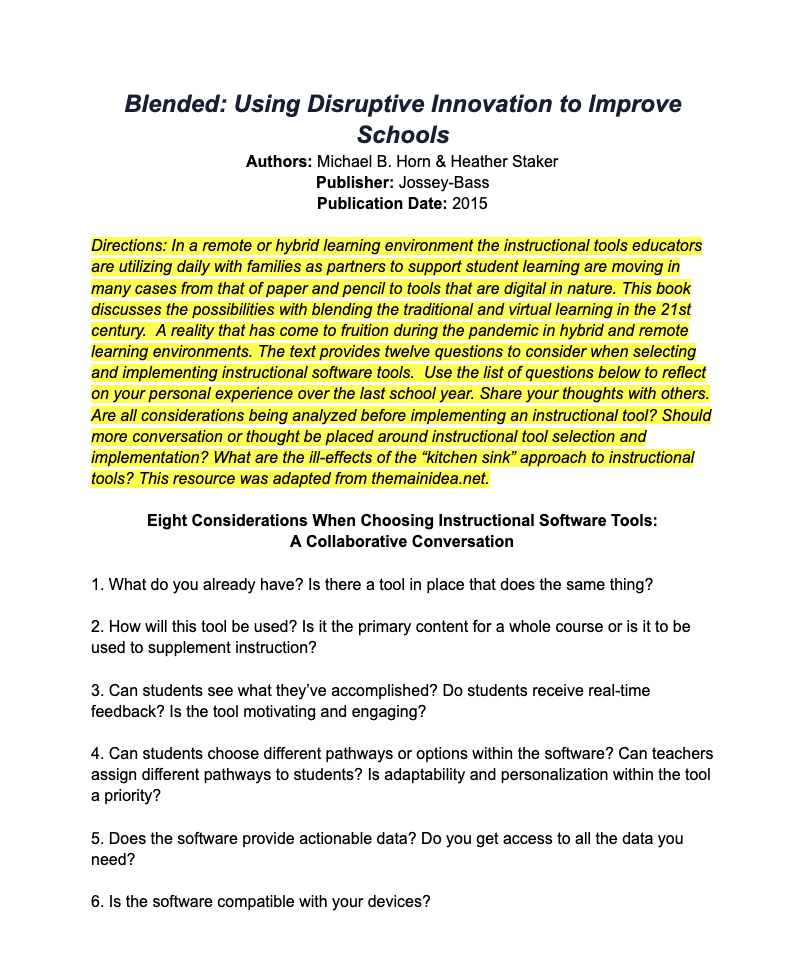 Blended: Using Disruptive Innovation to Improve
Schools
Authors: Michael B. Horn & Heather Staker
Publisher: Jossey-Bass
Publication Date: 2015
Directions: In a remote or hybrid learning environment the instructional tools educators
are utilizing daily with families as partners to support student learning are moving in
many cases from that of paper and pencil to tools that are digital in nature. This book
discusses the possibilities with blending the traditional and virtual learning in the 21st
century.  A reality that has come to fruition during the pandemic in hybrid and remote
learning environments. The text provides twelve questions to consider when selecting
and implementing instructional software tools.  Use the list of questions below to reflect
on your personal experience over the last school year. Share your thoughts with others.
Are all considerations being analyzed before implementing an instructional tool? Should
more conversation or thought be placed around instructional tool selection and
implementation? What are the ill-effects of the “kitchen sink” approach to instructional
tools? This resource was adapted from themainidea.net.
Eight Considerations When Choosing Instructional Software Tools:
A Collaborative Conversation
1. What do you already have? Is there a tool in place that does the same thing?
2. How will this tool be used? Is it the primary content for a whole course or is it to be
used to supplement instruction?
3. Can students see what they’ve accomplished? Do students receive real-time
feedback? Is the tool motivating and engaging?
4. Can students choose different pathways or options within the software? Can teachers
assign different pathways to students? Is adaptability and personalization within the tool
a priority?
5. Does the software provide actionable data? Do you get access to all the data you
need?
6. Is the software compatible with your devices?